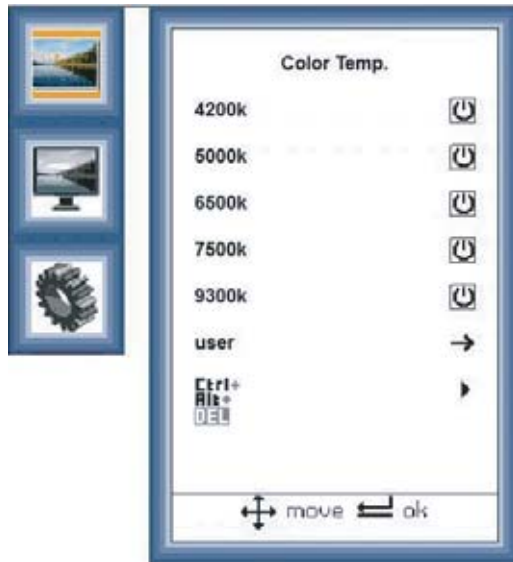 Color Temp.
4200k
5000k
6500k
7500k
9300k
user
Ctrl+
Alt+
DEL
move ok